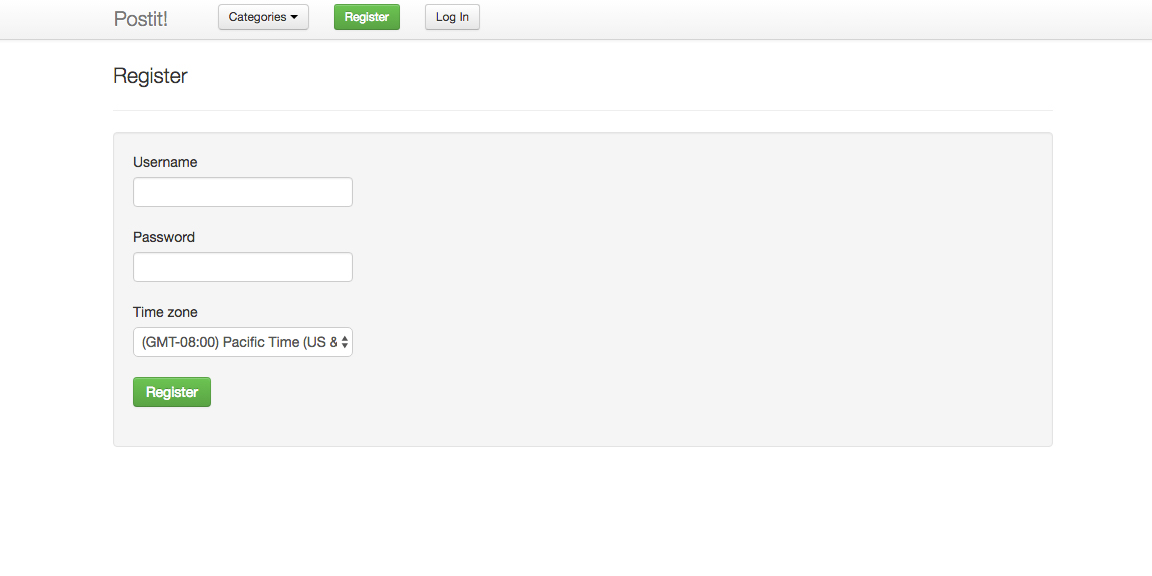 Postit! Categories Register Log In
Register
Username
Password
Time zone
(GMT-08:00) Pacific Time (US &
Register